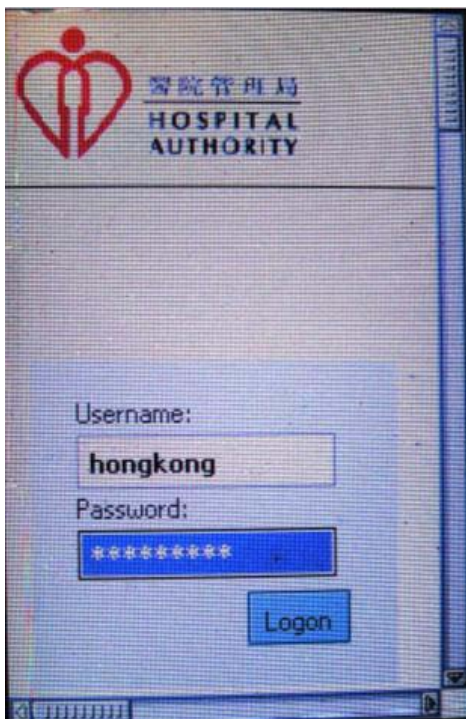 醫院管理局
HOSPITAL
AUTHORITY
Username:
hongkong
Password:
*********
Logon